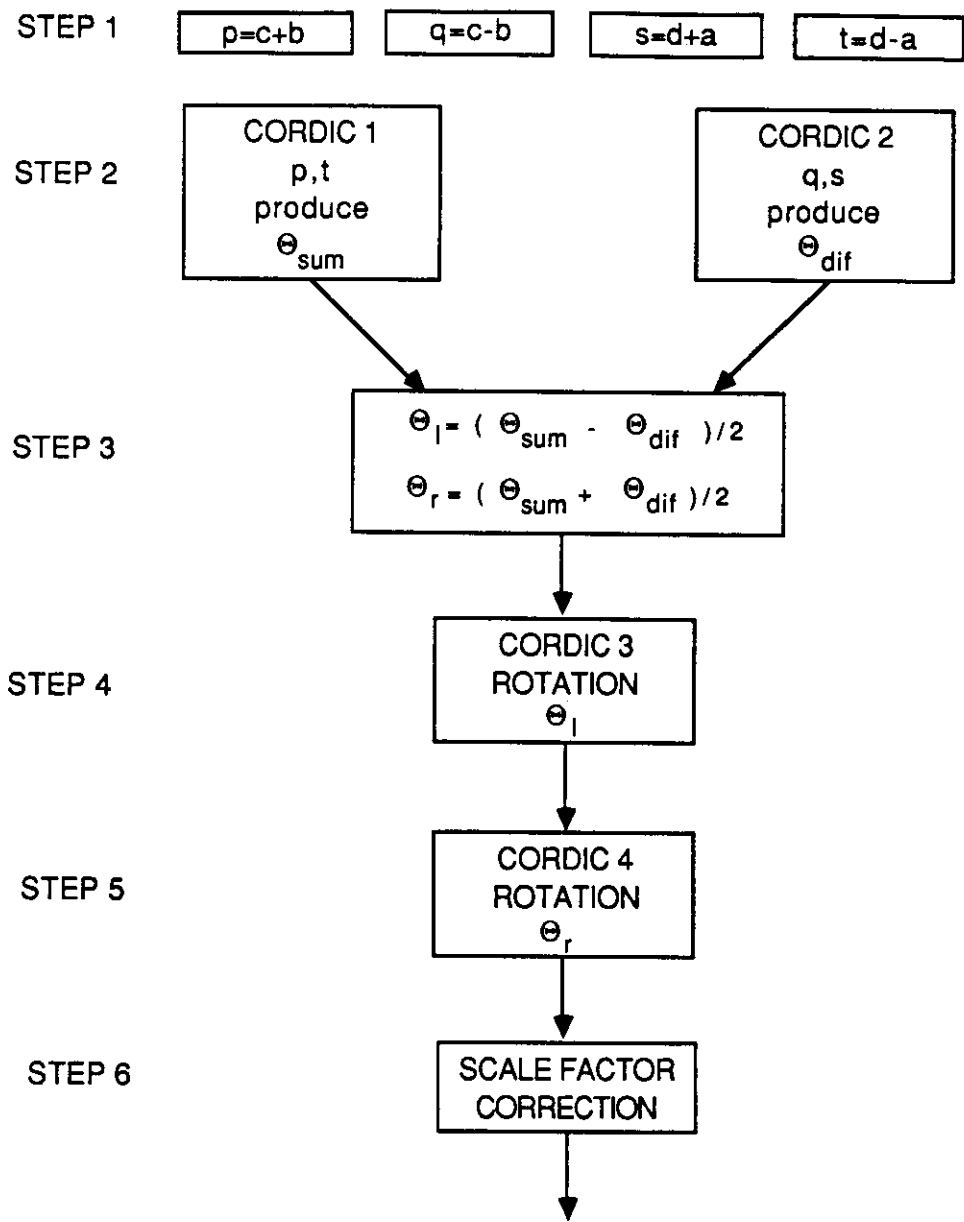 STEP 1
p=c+b
q=c-b
s=d+a
t=d-a
STEP 2
CORDIC 1
p,t
produce
Θsum
CORDIC 2
q,s
produce
Θdif
STEP 3
Θl= ( Θsum - Θdif )/2
Θr= ( Θsum + Θdif )/2
STEP 4
CORDIC 3
ROTATION
Θl
STEP 5
CORDIC 4
ROTATION
Θr
STEP 6
SCALE FACTOR
CORRECTION